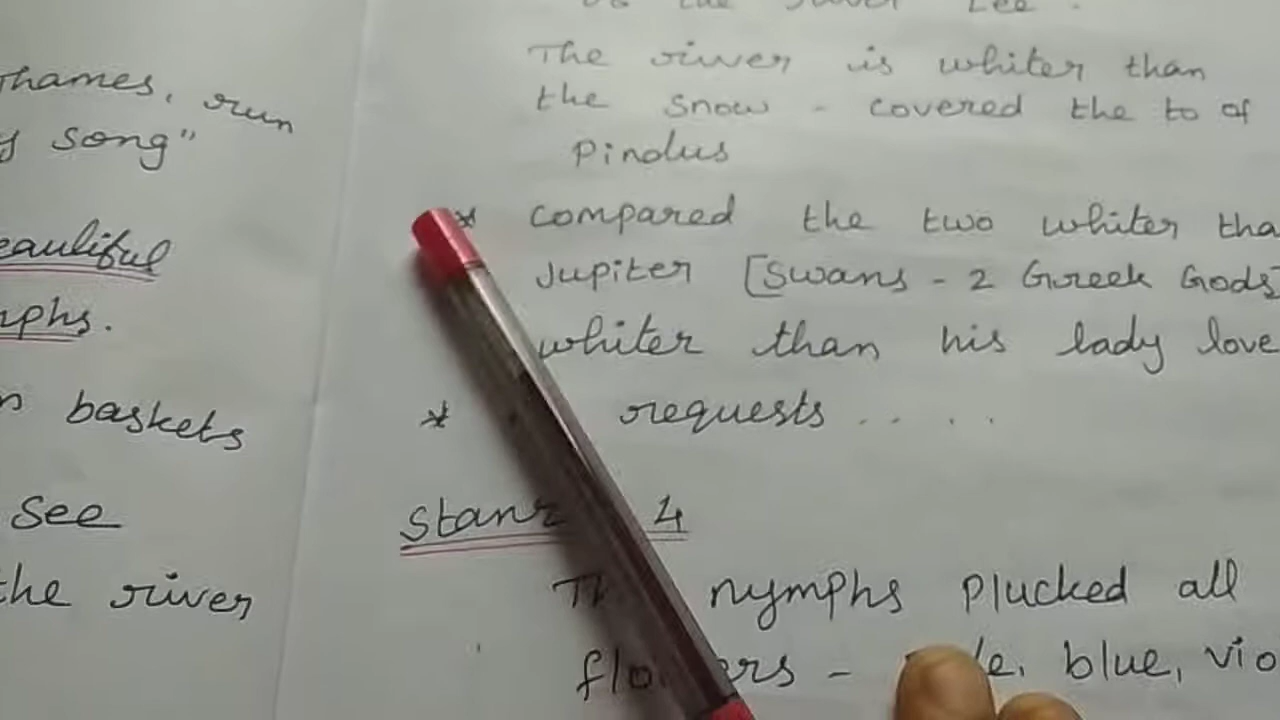 Thames, run
song"
eautiful
nphs.
baskets
see
the river
The river is whiter than
the snow - covered the to of
Pindus
* compared the two whiter tha
Jupiter [Swans - 2 Greek Gods]
whiter than his lady love
* requests . . . .
Stanz 4
nymphs plucked all
flo ers - blue, vio